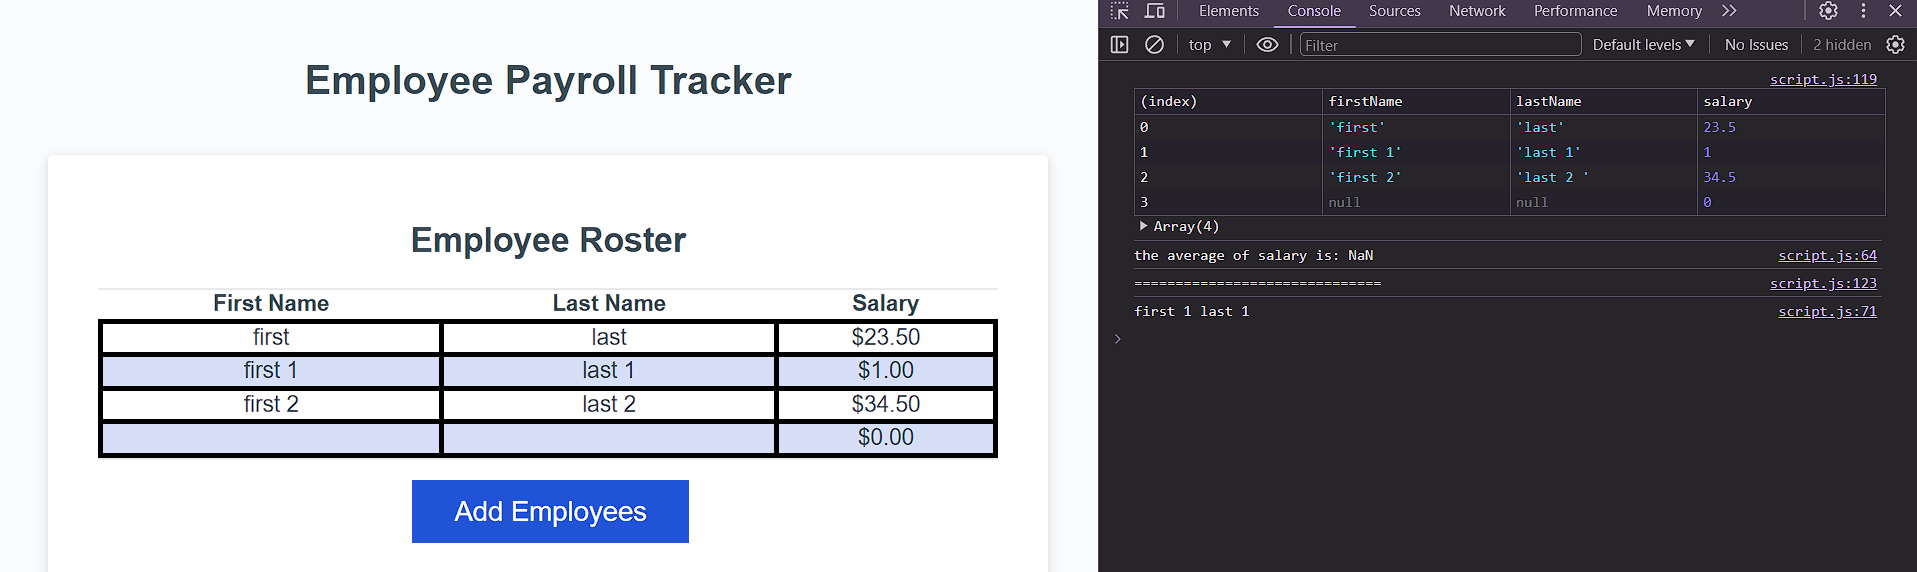 Employee Payroll Tracker
Employee Roster
First Name Last Name Salary
first last $23.50
first 1 last 1 $1.00
first 2 last 2 $34.50
$0.00
Add Employees
Elements Console Sources Network Performance Memory
top Filter Default levels No Issues 2 hidden
script.js:119
(index) firstName lastName salary
0 'first' 'last' 23.5
1 'first 1' 'last 1' 1
2 'first 2' 'last 2 ' 34.5
3 null null 0
Array(4)
the average of salary is: NaN script.js:64
============================== script.js:123
first 1 last 1 script.js:71